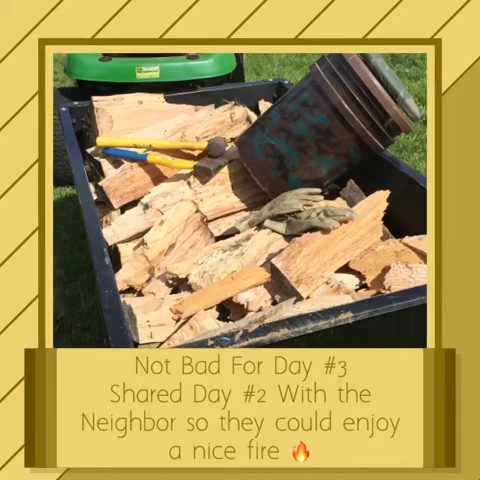 Not Bad For Day #3
Shared Day #2 With the
Neighbor so they could enjoy
a nice fire 🔥